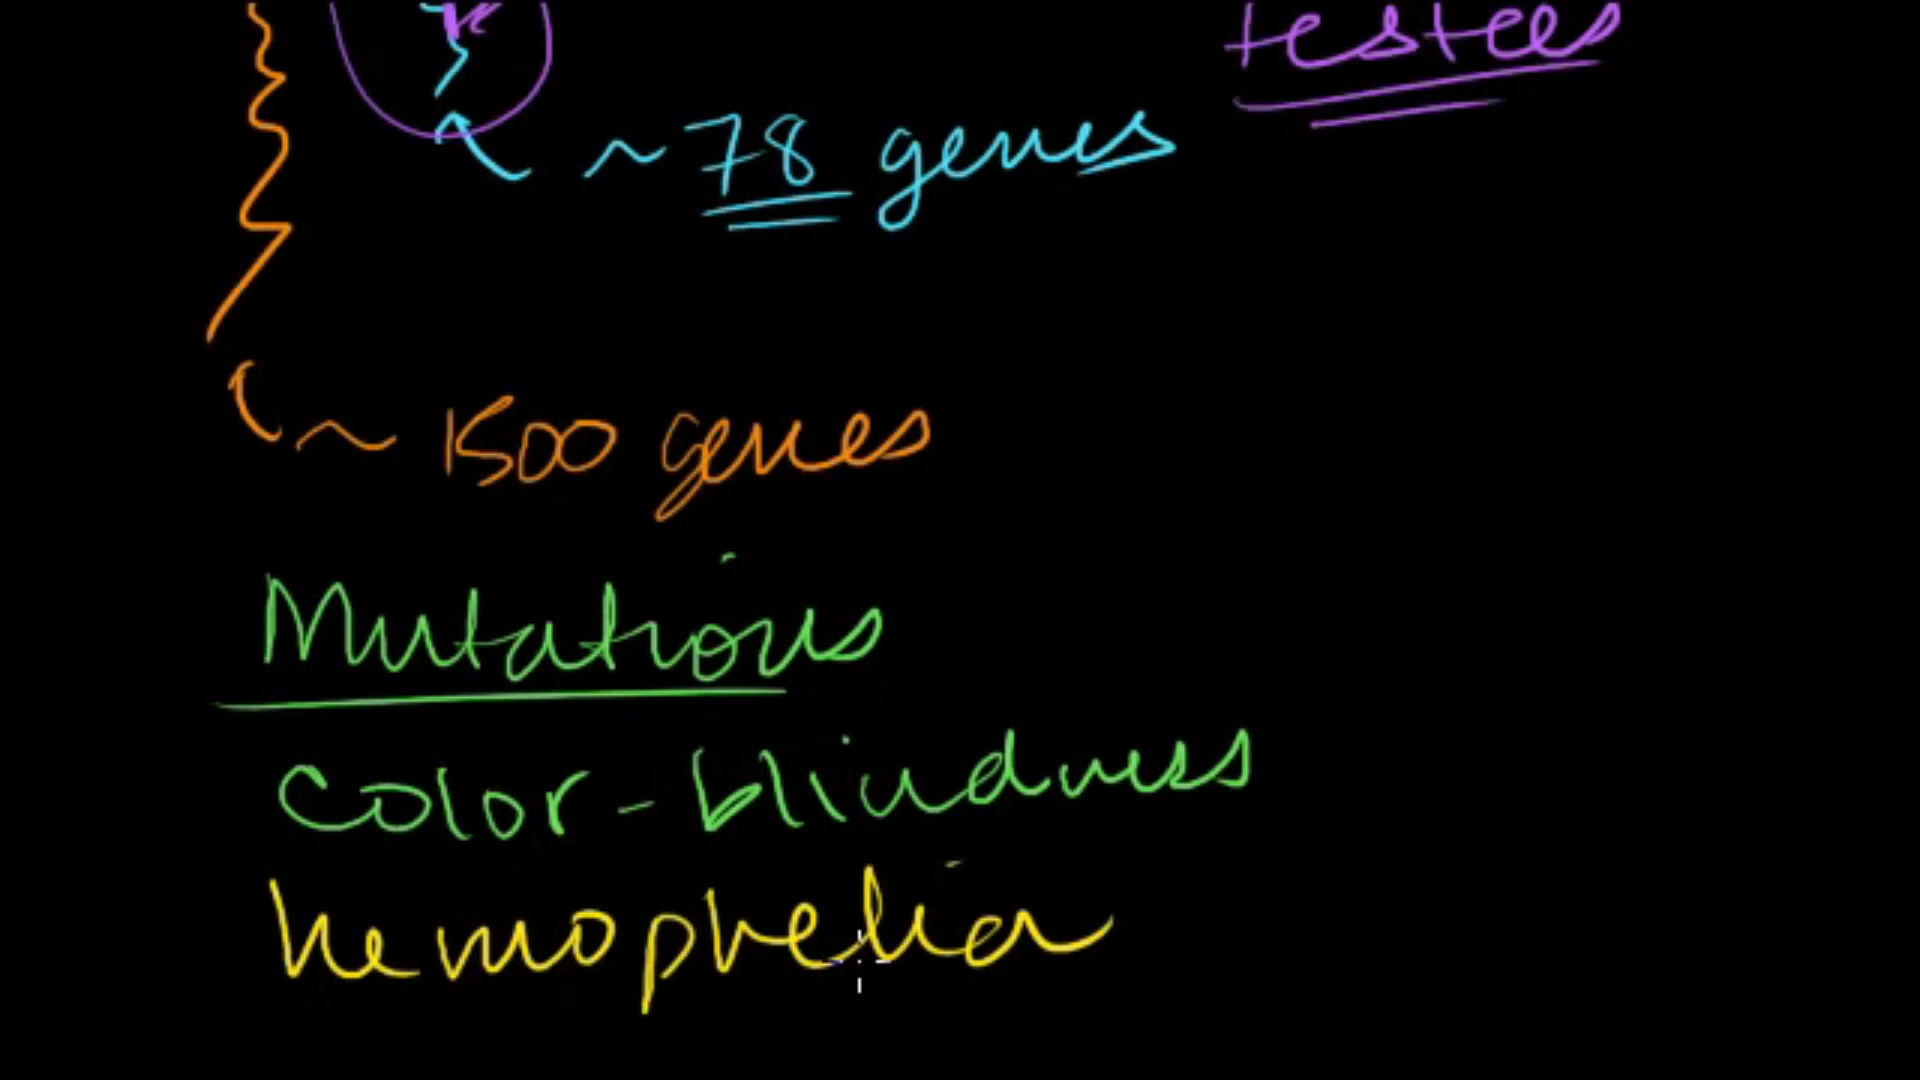 testes
~ 78 genes
~ 1500 genes
Mutations
color-blindness
hemophelia